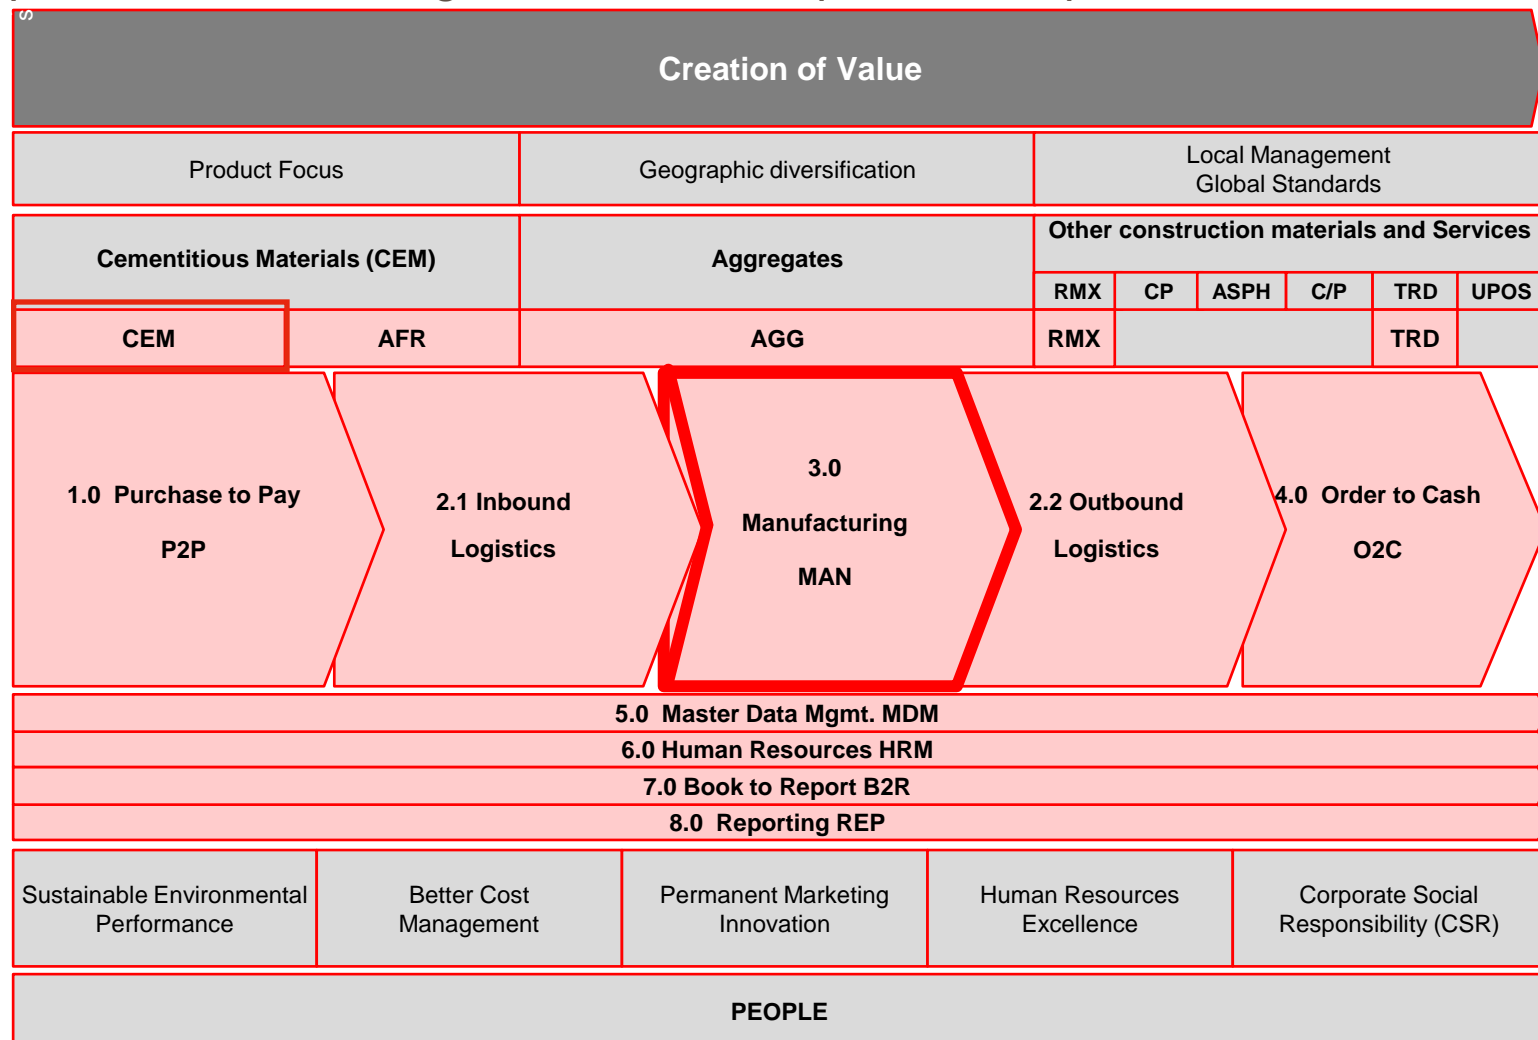 Creation of Value
Product Focus
Geographic diversification
Local Management
Global Standards
Cementitious Materials (CEM)
Aggregates
Other construction materials and Services
RMX CP ASPH C/P TRD UPOS
CEM AFR AGG RMX TRD
1.0 Purchase to Pay
P2P
2.1 Inbound
Logistics
3.0
Manufacturing
MAN
2.2 Outbound
Logistics
4.0 Order to Cash
O2C
5.0 Master Data Mgmt. MDM
6.0 Human Resources HRM
7.0 Book to Report B2R
8.0 Reporting REP
Sustainable Environmental
Performance
Better Cost
Management
Permanent Marketing
Innovation
Human Resources
Excellence
Corporate Social
Responsibility (CSR)
PEOPLE